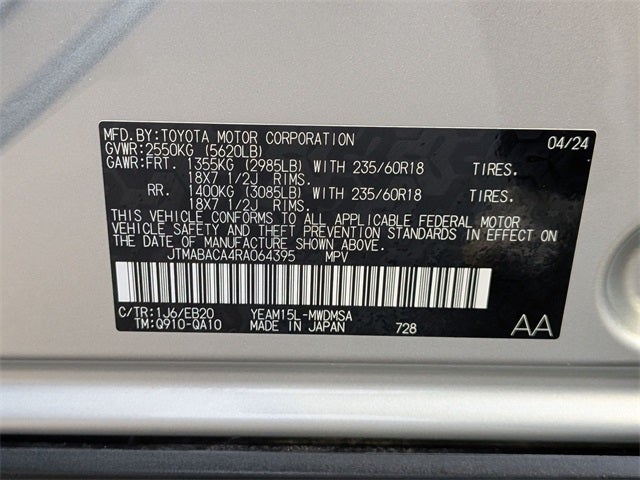 MFD.BY:TOYOTA MOTOR CORPORATION 04/24
GVWR:2550KG (5620LB)
GAWR:FRT. 1355KG (2985LB) WITH 235/60R18 TIRES.
18X7 1/2J RIMS.
RR. 1400KG (3085LB) WITH 235/60R18 TIRES.
18X7 1/2J RIMS.
THIS VEHICLE CONFORMS TO ALL APPLICABLE FEDERAL MOTOR
VEHICLE SAFETY AND THEFT PREVENTION STANDARDS IN EFFECT ON
THE DATE OF MANUFACTURE SHOWN ABOVE.
JTMABACA4RA064395 MPV
C/TR:1J6/EB20 YEAM15L-MWDMSA
TM:Q910-QA10 MADE IN JAPAN 728 AA